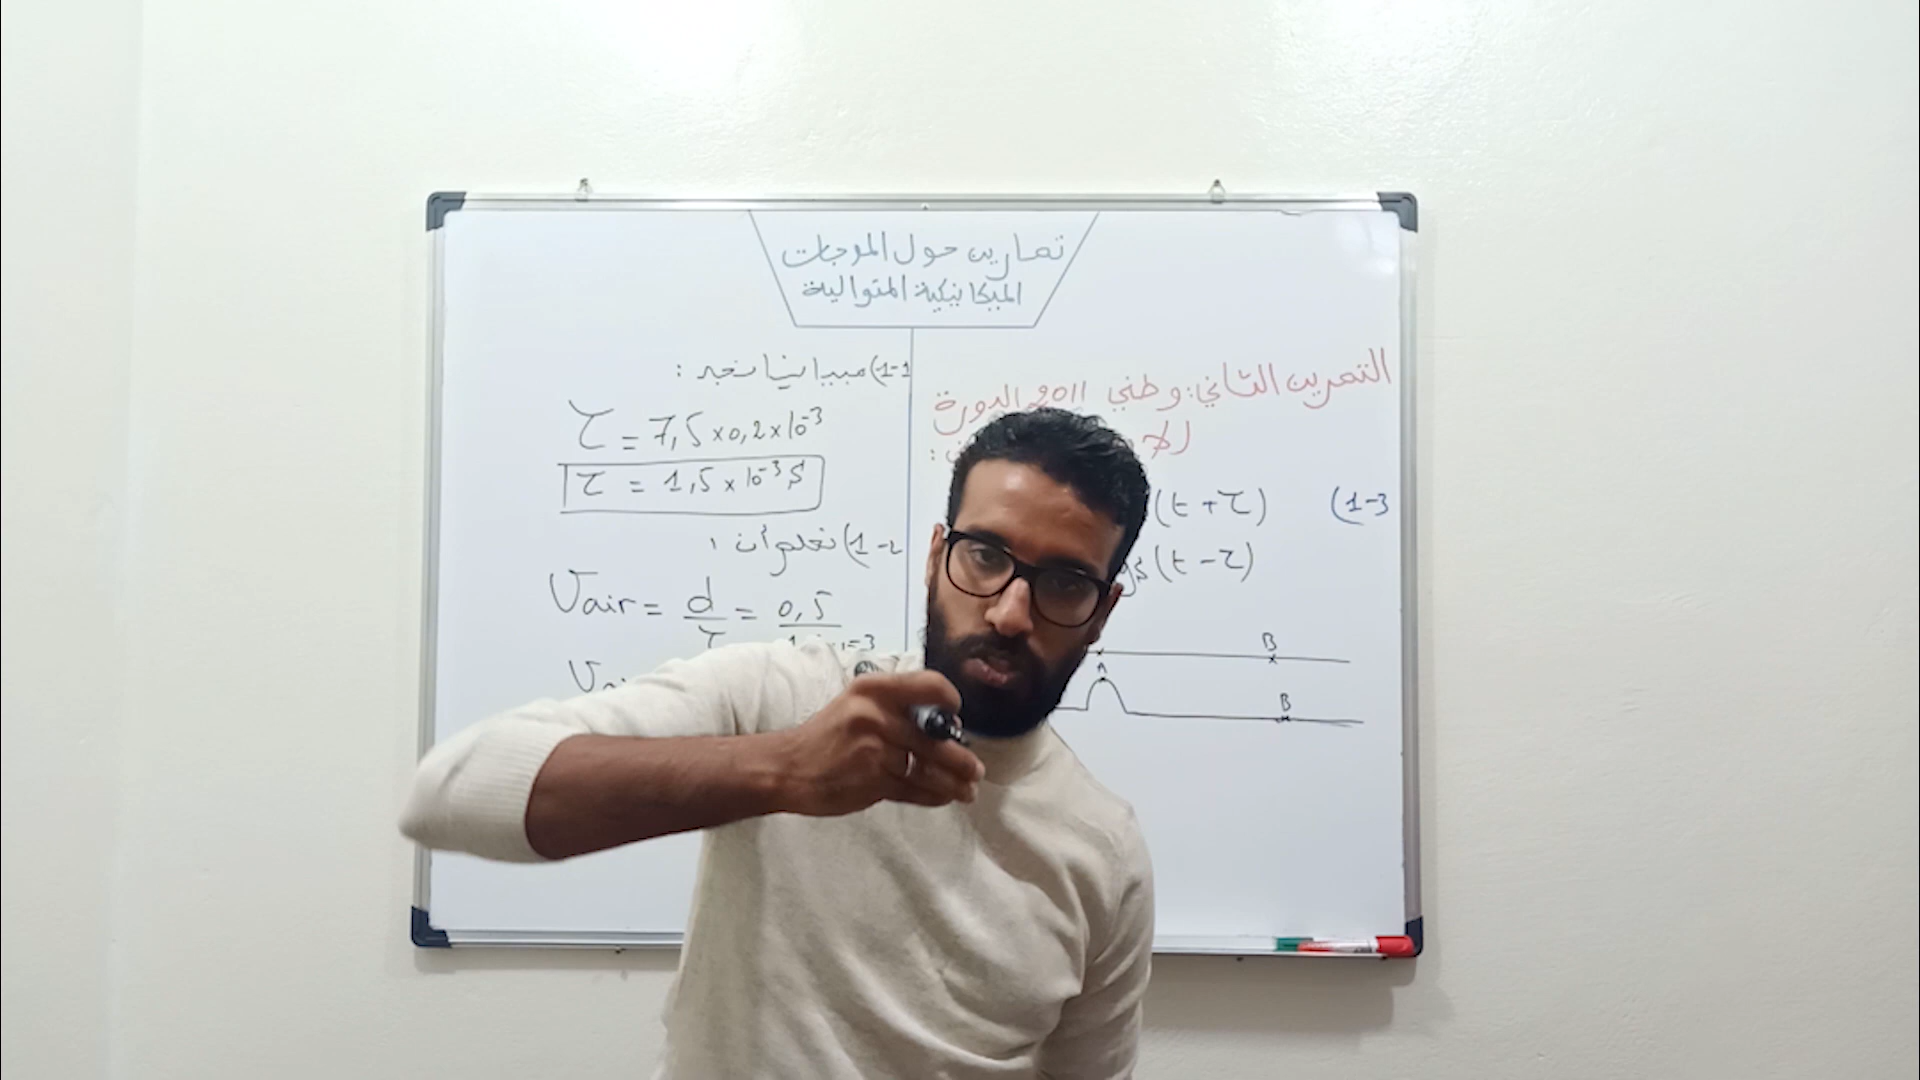 تمارين حول الموجات
الميكانيكية المتوالية
التمرين الثاني: وطني 2011 الدورة
1-3) (t + τ)
(t - τ)
B
A
B
1-1) مبيانيا نجد :
τ = 7,5 × 0,2 × 10⁻³
τ = 1,5 × 10⁻³ s
1-2) نعلم أن :
Vair = d/τ = 0,5